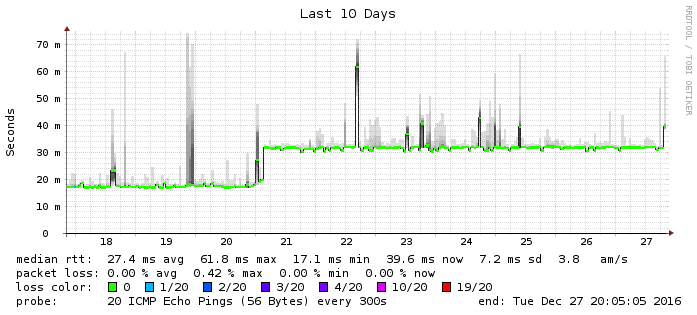 Last 10 Days
RRDTOOL / TOBI OETIKER
Seconds
70 m
60 m
50 m
40 m
30 m
20 m
10 m
0
18 19 20 21 22 23 24 25 26 27
median rtt: 27.4 ms avg 61.8 ms max 17.1 ms min 39.6 ms now 7.2 ms sd 3.8 am/s
packet loss: 0.00 % avg 0.42 % max 0.00 % min 0.00 % now
loss color: 0 1/20 2/20 3/20 4/20 10/20 19/20
probe: 20 ICMP Echo Pings (56 Bytes) every 300s end: Tue Dec 27 20:05:05 2016